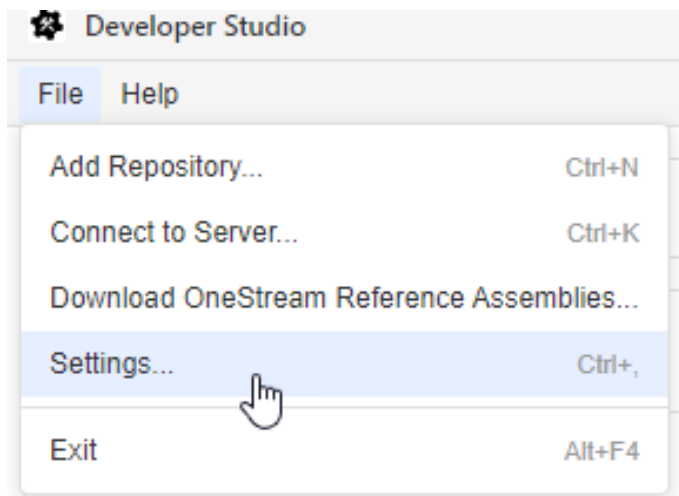 Developer Studio
File Help
Add Repository... Ctrl+N
Connect to Server... Ctrl+K
Download OneStream Reference Assemblies...
Settings... Ctrl+,
Exit Alt+F4